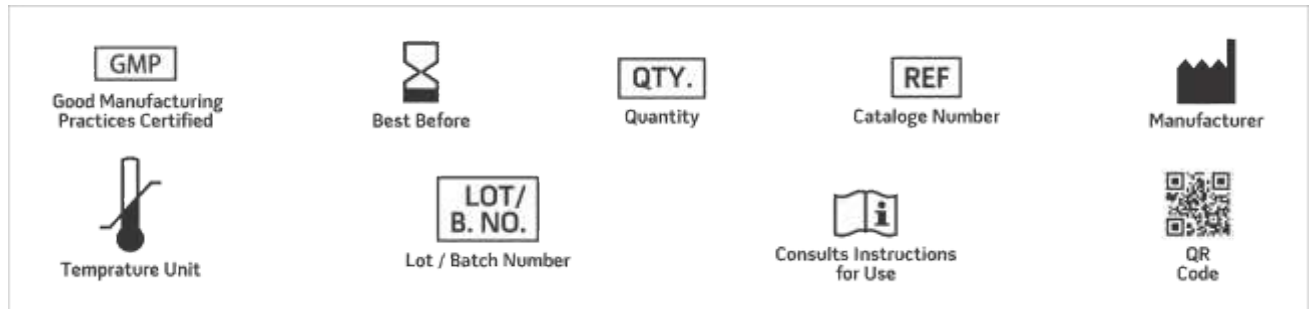 GMP
Good Manufacturing
Practices Certified
Best Before
QTY.
Quantity
REF
Cataloge Number
Manufacturer
Temprature Unit
LOT/
B. NO.
Lot / Batch Number
i
Consults Instructions
for Use
QR
Code